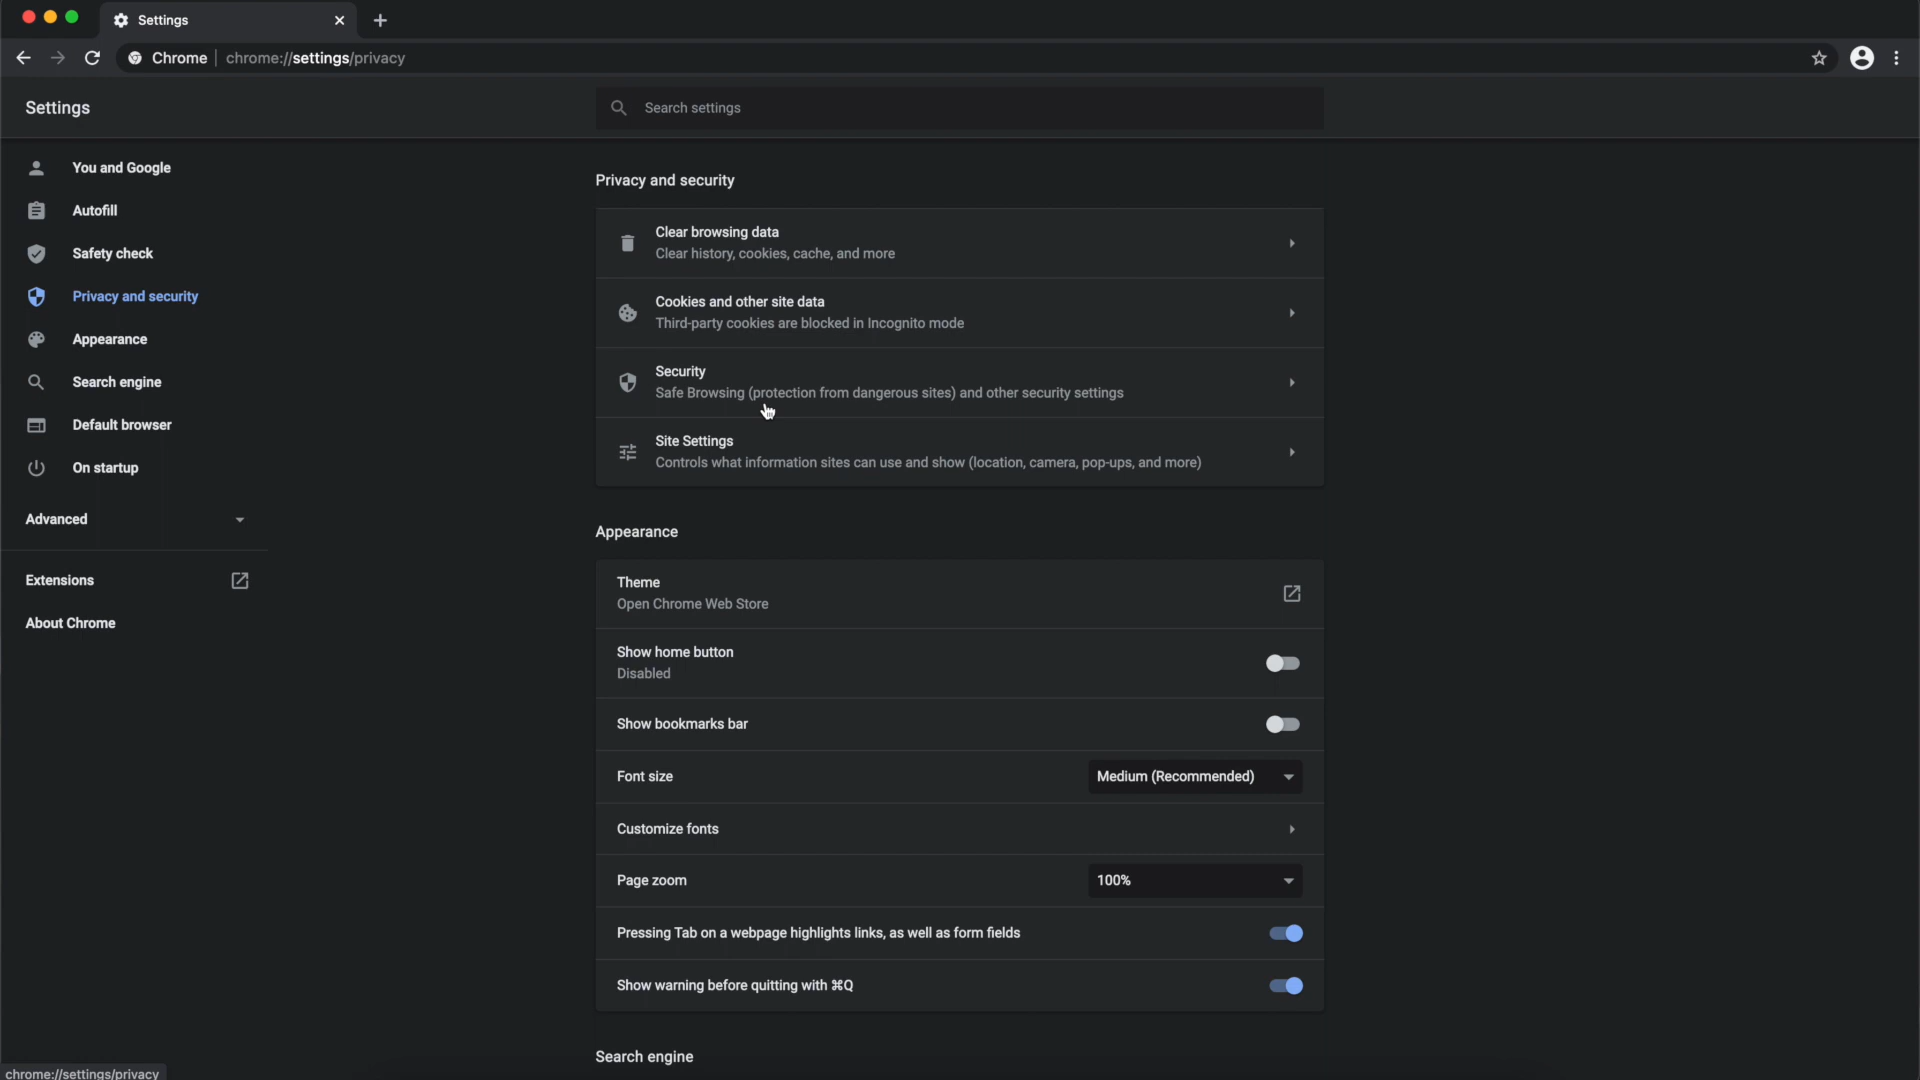 Settings
Chrome | chrome://settings/privacy
Settings
Search settings
You and Google
Autofill
Safety check
Privacy and security
Appearance
Search engine
Default browser
On startup
Advanced
Extensions
About Chrome
Privacy and security
Clear browsing data
Clear history, cookies, cache, and more
Cookies and other site data
Third-party cookies are blocked in Incognito mode
Security
Safe Browsing (protection from dangerous sites) and other security settings
Site Settings
Controls what information sites can use and show (location, camera, pop-ups, and more)
Appearance
Theme
Open Chrome Web Store
Show home button
Disabled
Show bookmarks bar
Font size
Medium (Recommended)
Customize fonts
Page zoom
100%
Pressing Tab on a webpage highlights links, as well as form fields
Show warning before quitting with ⌘Q
Search engine
chrome://settings/privacy